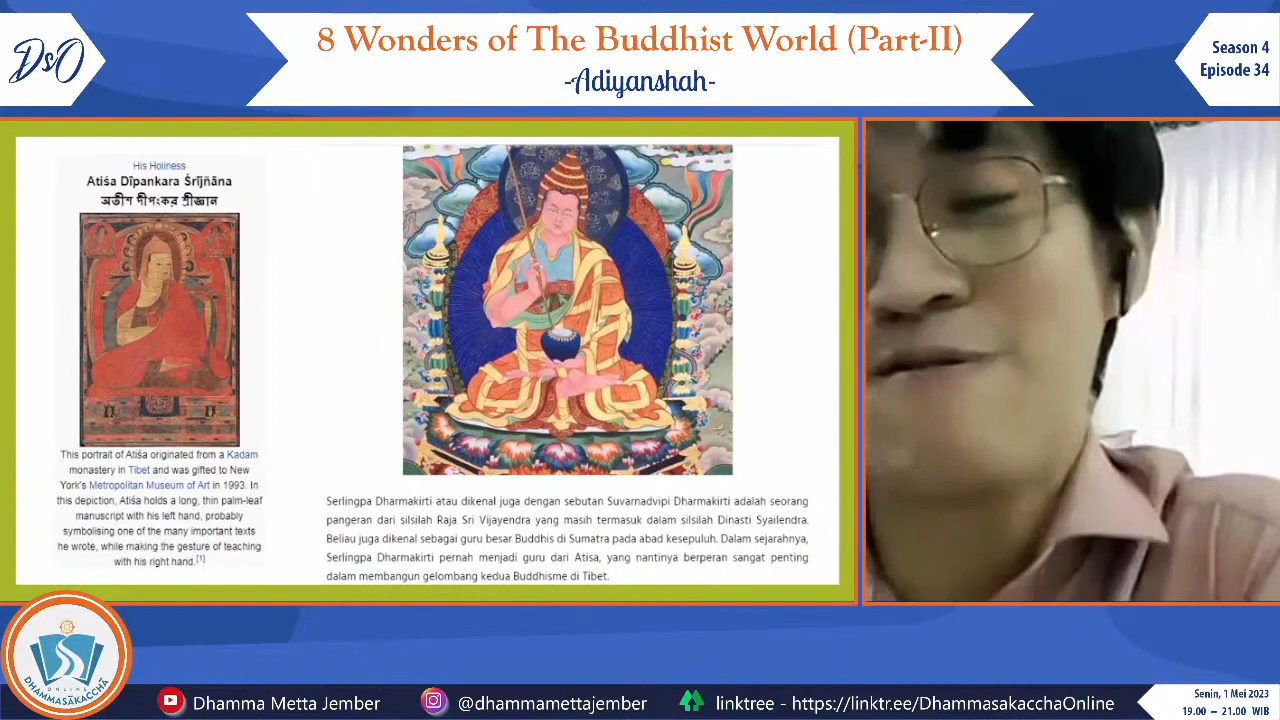 DsO
8 Wonders of The Buddhist World (Part-II)
-Adiyanshah-
Season 4
Episode 34
His Holiness
Atiśa Dīpankara Śrījñāna
অতীশ দীপংকর শ্রীজ্ঞান
This portrait of Atiśa originated from a Kadam
monastery in Tibet and was gifted to New
York's Metropolitan Museum of Art in 1993. In
this depiction, Atiśa holds a long, thin palm-leaf
manuscript with his left hand, probably
symbolising one of the many important texts
he wrote, while making the gesture of teaching
with his right hand.[1]
Serlingpa Dharmakirti atau dikenal juga dengan sebutan Suvarnadvipi Dharmakirti adalah seorang
pangeran dari silsilah Raja Sri Vijayendra yang masih termasuk dalam silsilah Dinasti Syailendra.
Beliau juga dikenal sebagai guru besar Buddhis di Sumatra pada abad kesepuluh. Dalam sejarahnya,
Serlingpa Dharmakirti pernah menjadi guru dari Atisa, yang nantinya berperan sangat penting
dalam membangun gelombang kedua Buddhisme di Tibet.
ONLINE
DHAMMASĀKACCHĀ
Dhamma Metta Jember
@dhammamettajember
linktree - https://linktr.ee/DhammasakacchaOnline
Senin, 1 Mei 2023
19.00 – 21.00 WIB